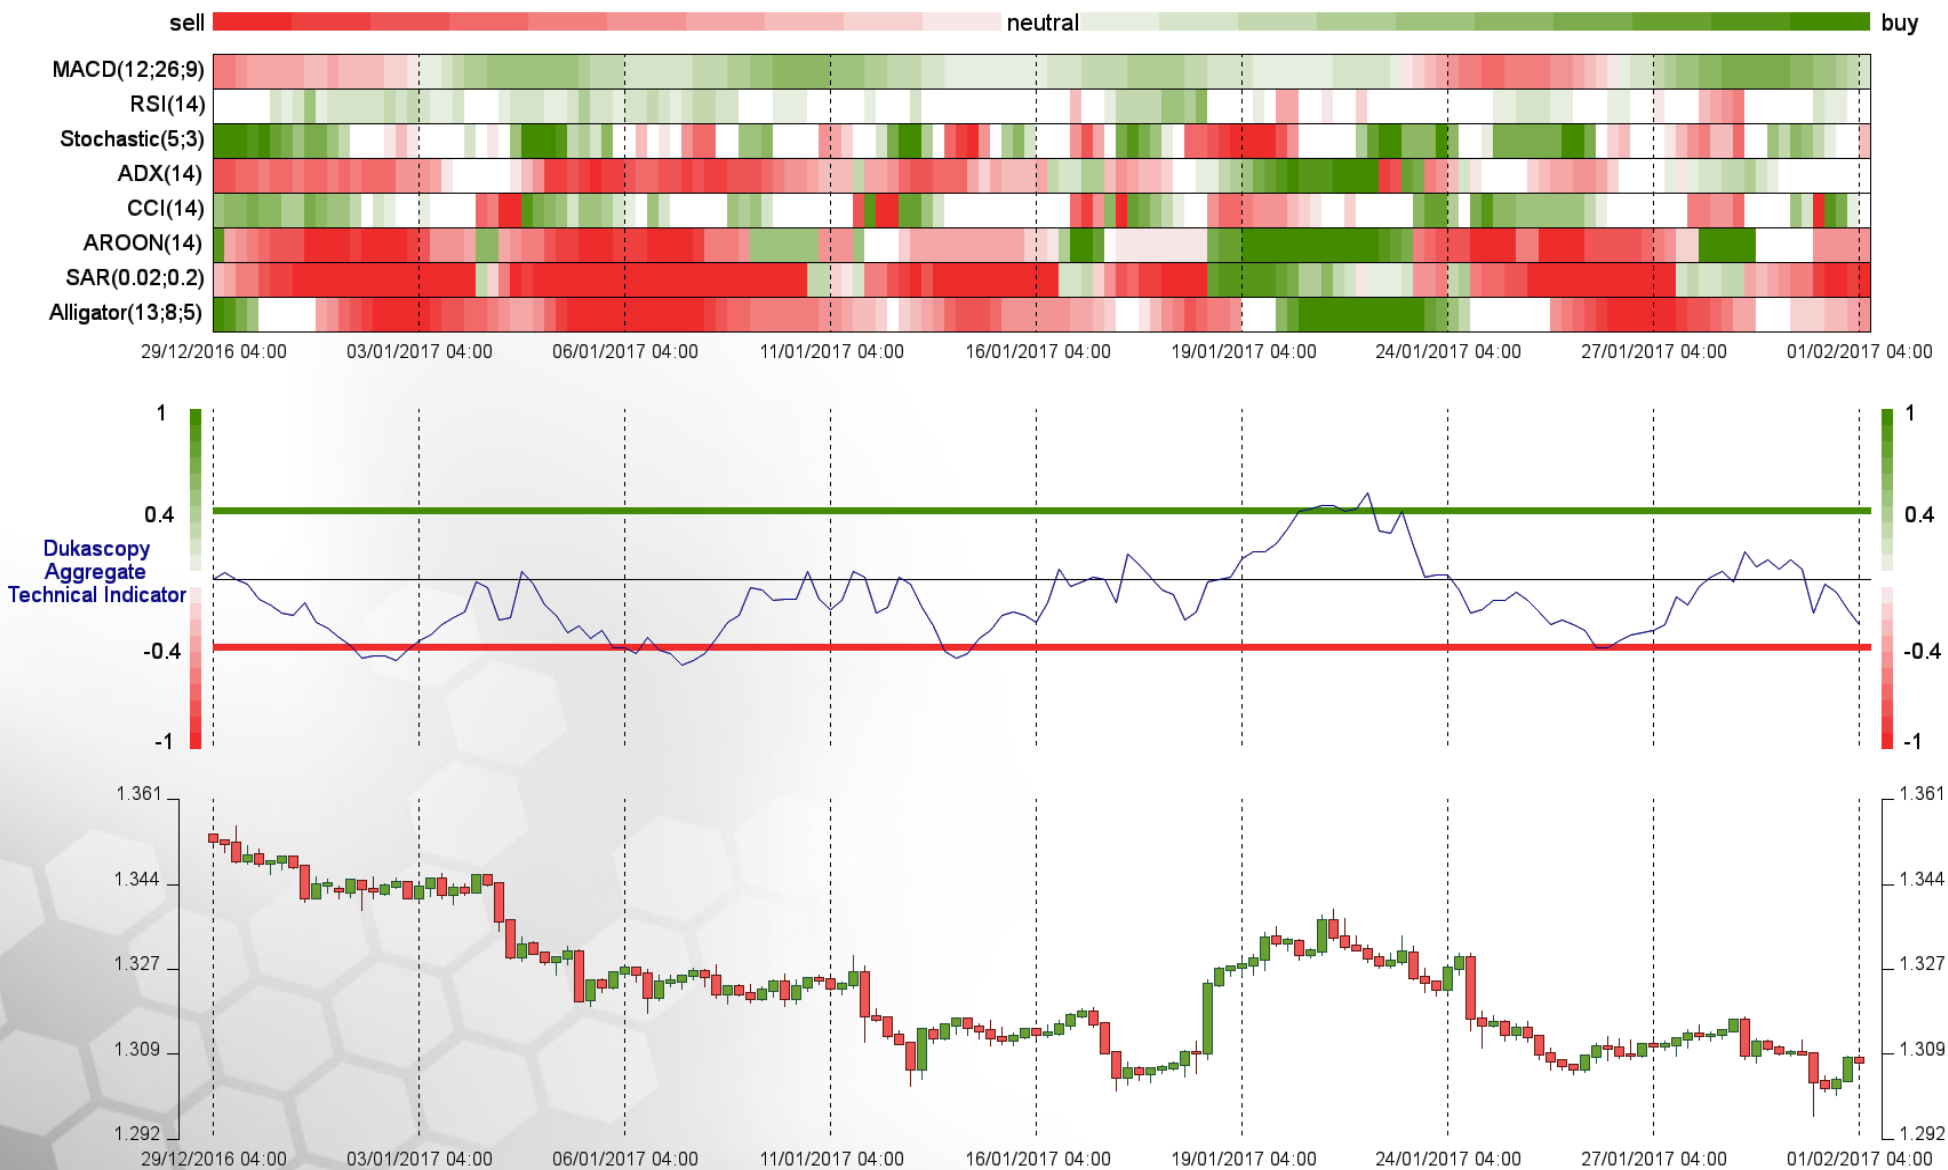 sell neutral buy
MACD(12;26;9)
RSI(14)
Stochastic(5;3)
ADX(14)
CCI(14)
AROON(14)
SAR(0.02;0.2)
Alligator(13;8;5)
29/12/2016 04:00 03/01/2017 04:00 06/01/2017 04:00 11/01/2017 04:00 16/01/2017 04:00 19/01/2017 04:00 24/01/2017 04:00 27/01/2017 04:00 01/02/2017 04:00
1 1
0.4 0.4
Dukascopy
Aggregate
Technical Indicator
-0.4 -0.4
-1 -1
1.361 1.361
1.344 1.344
1.327 1.327
1.309 1.309
1.292 1.292
29/12/2016 04:00 03/01/2017 04:00 06/01/2017 04:00 11/01/2017 04:00 16/01/2017 04:00 19/01/2017 04:00 24/01/2017 04:00 27/01/2017 04:00 01/02/2017 04:00